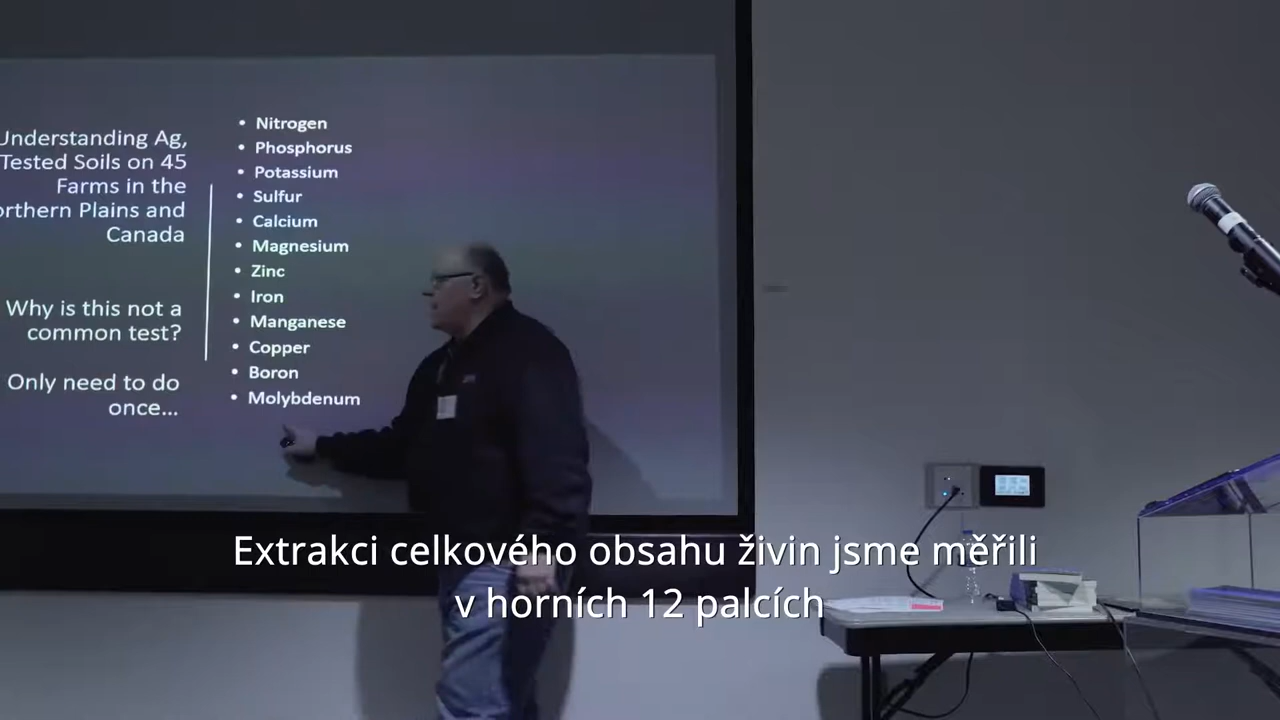 Understanding Ag,
Tested Soils on 45
Farms in the
orthern Plains and
Canada
Why is this not a
common test?
Only need to do
once...
• Nitrogen
• Phosphorus
• Potassium
• Sulfur
• Calcium
• Magnesium
• Zinc
• Iron
• Manganese
• Copper
• Boron
• Molybdenum
Extrakci celkového obsahu živin jsme měřili
v horních 12 palcích